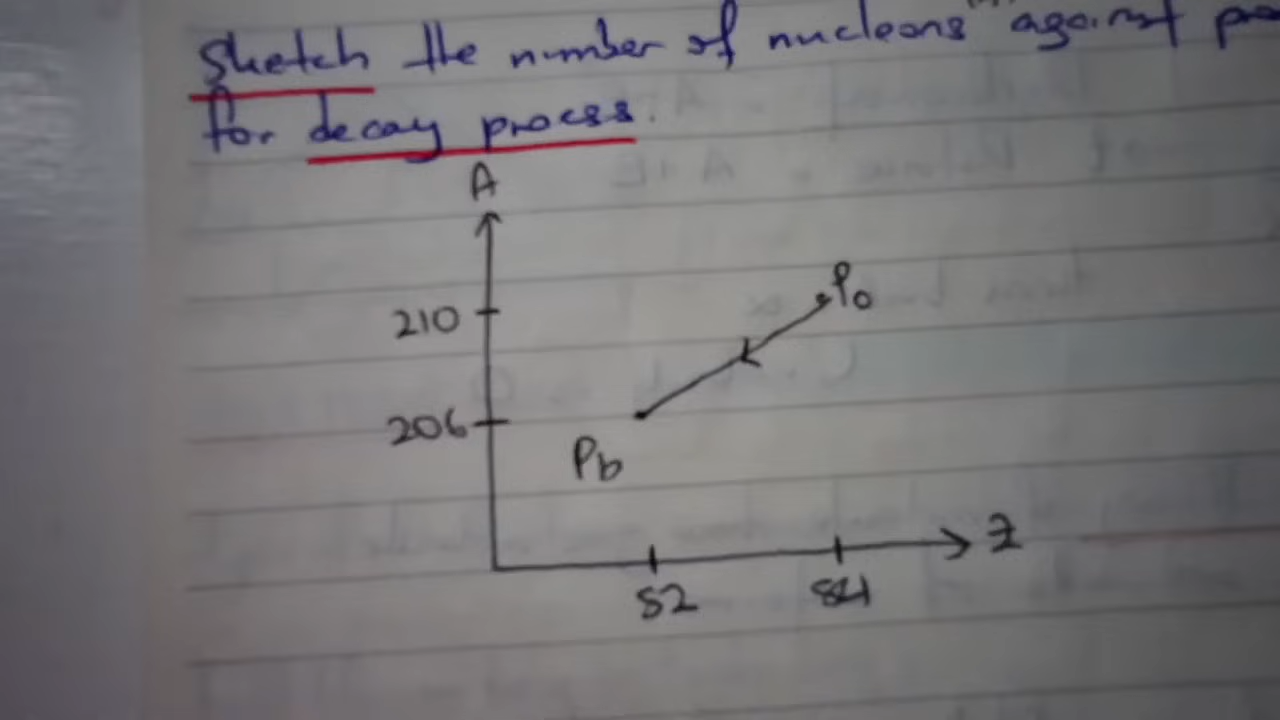 Sketch the number of nucleons against
for decay process.
A
Po
210
206
Pb
Z
82
84